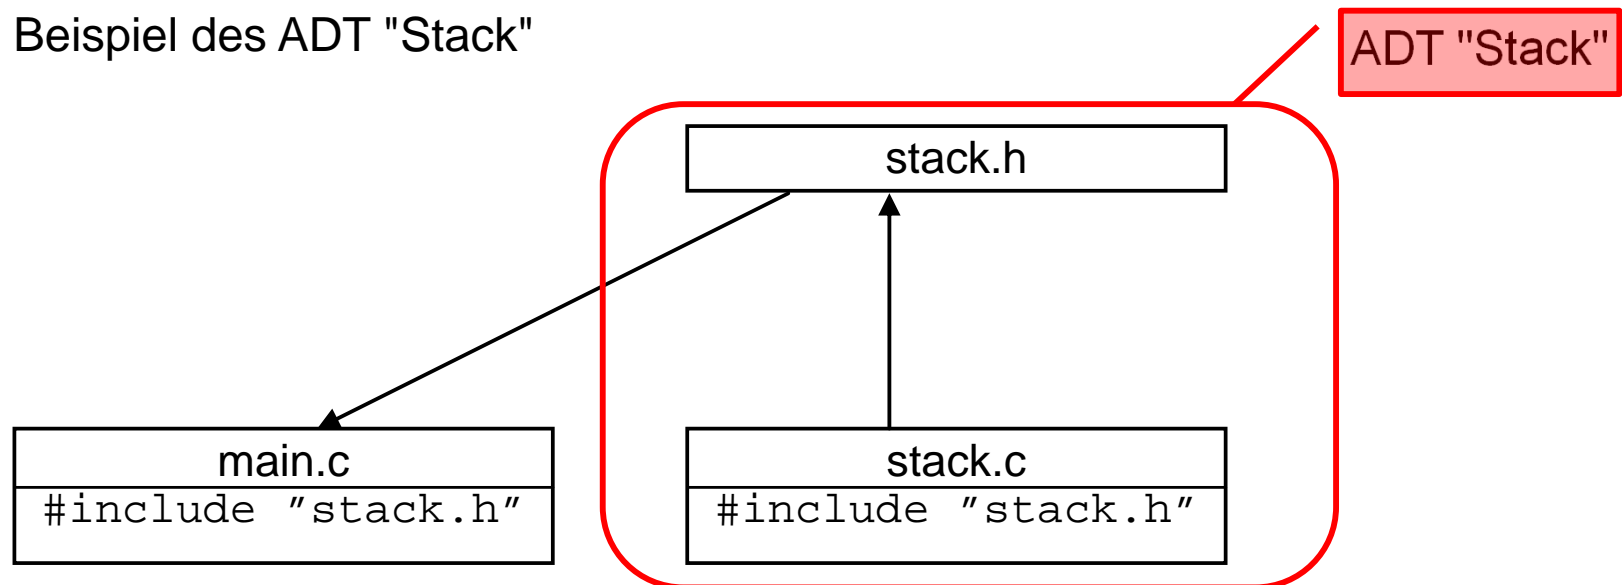 Beispiel des ADT "Stack"
ADT "Stack"
stack.h
main.c
#include ″stack.h″
stack.c
#include ″stack.h″